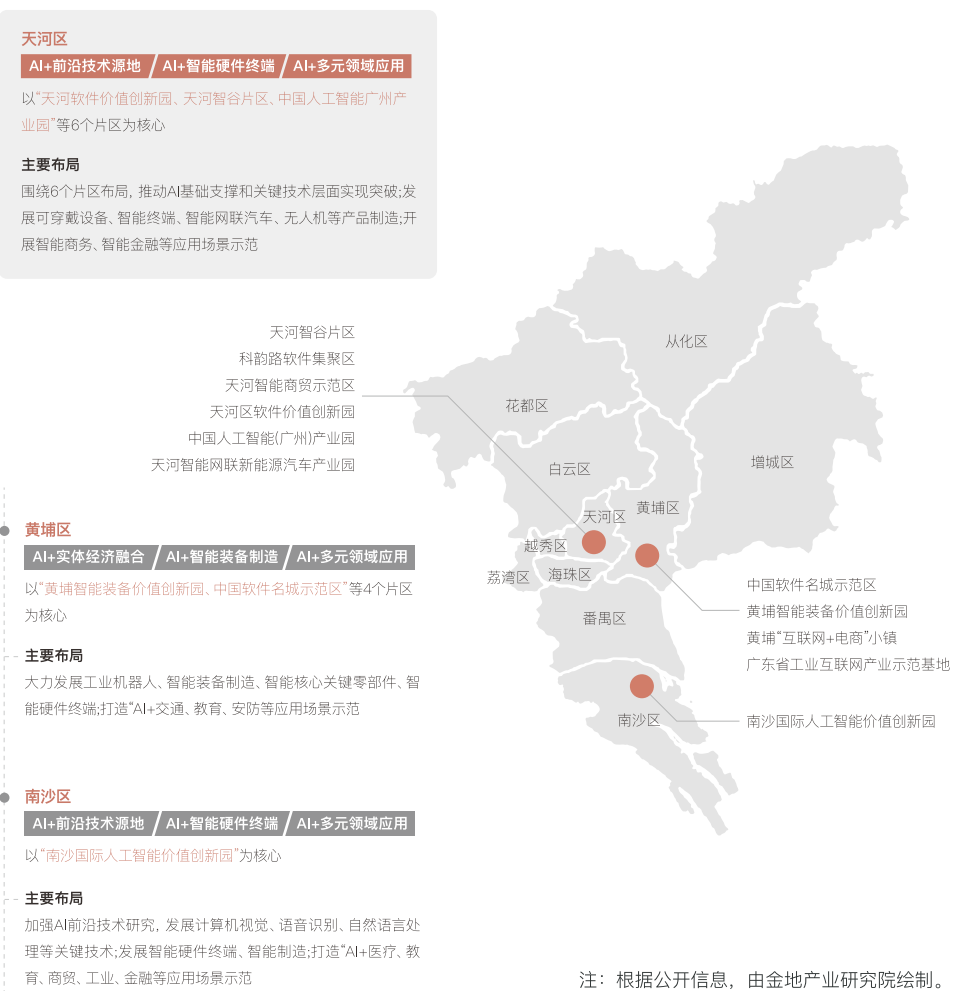 天河区
AI+前沿技术源地 / AI+智能硬件终端 / AI+多元领域应用
以“天河软件价值创新园、天河智谷片区、中国人工智能广州产
业园”等6个片区为核心
主要布局
围绕6个片区布局, 推动AI基础支撑和关键技术层面实现突破;发
展可穿戴设备、智能终端、智能网联汽车、无人机等产品制造;开
展智能商务、智能金融等应用场景示范
天河智谷片区
科韵路软件集聚区
天河智能商贸示范区
天河区软件价值创新园
中国人工智能(广州)产业园
天河智能网联新能源汽车产业园
黄埔区
AI+实体经济融合 / AI+智能装备制造 / AI+多元领域应用
以“黄埔智能装备价值创新园、中国软件名城示范区”等4个片区
为核心
主要布局
大力发展工业机器人、智能装备制造、智能核心关键零部件、智
能硬件终端;打造“AI+交通、教育、安防等应用场景示范
南沙区
AI+前沿技术源地 / AI+智能硬件终端 / AI+多元领域应用
以“南沙国际人工智能价值创新园”为核心
主要布局
加强AI前沿技术研究, 发展计算机视觉、语音识别、自然语言处
理等关键技术;发展智能硬件终端、智能制造;打造“AI+医疗、教
育、商贸、工业、金融等应用场景示范
从化区
花都区
增城区
白云区
黄埔区
天河区
越秀区
荔湾区
海珠区
番禺区
南沙区
中国软件名城示范区
黄埔智能装备价值创新园
黄埔“互联网+电商”小镇
广东省工业互联网产业示范基地
南沙国际人工智能价值创新园
注：根据公开信息，由金地产业研究院绘制。